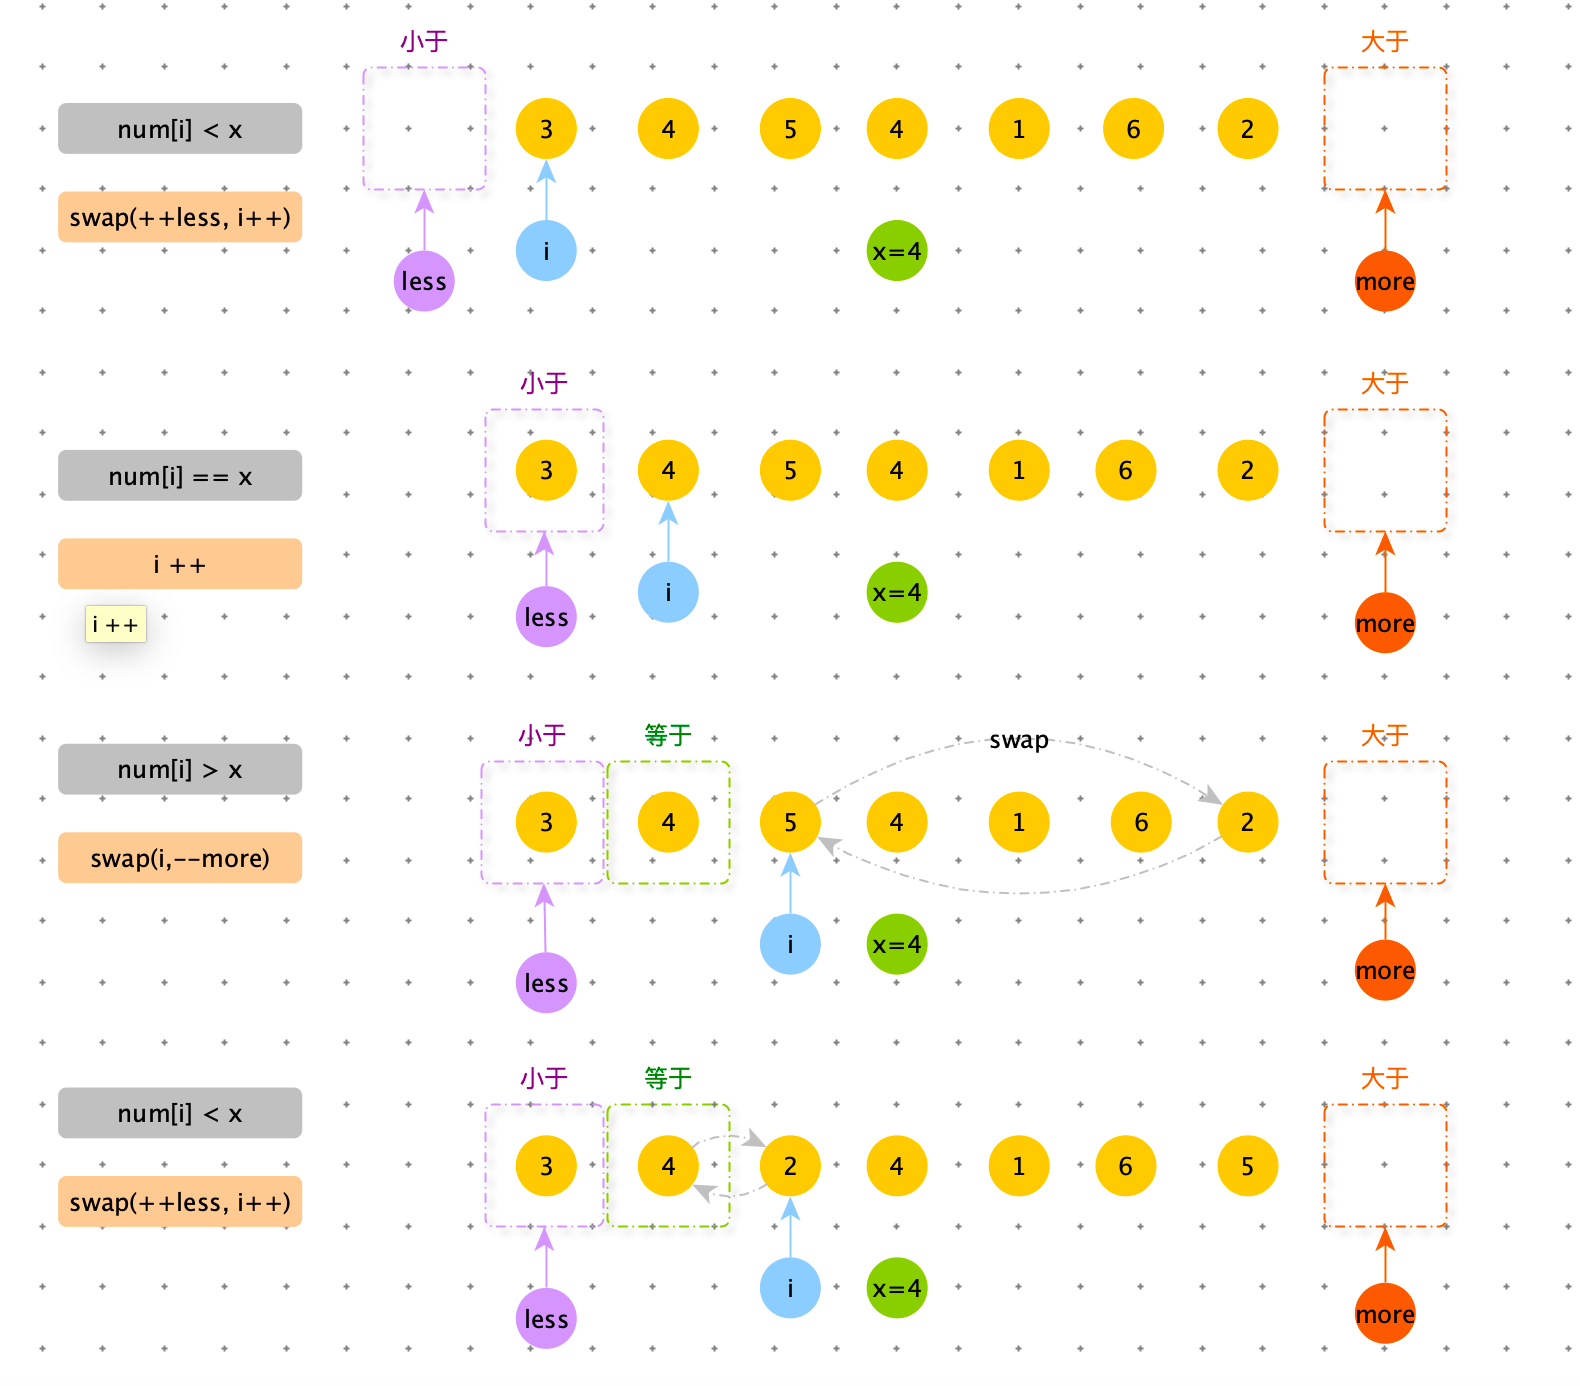 小于
大于
num[i] < x
3 4 5 4 1 6 2
swap(++less, i++)
i
x=4
less
more
小于
大于
num[i] == x
3 4 5 4 1 6 2
i ++
i
x=4
less
more
i ++
小于
等于
swap
大于
num[i] > x
3 4 5 4 1 6 2
swap(i,--more)
i
x=4
less
more
小于
等于
大于
num[i] < x
3 4 2 4 1 6 5
swap(++less, i++)
i
x=4
less
more